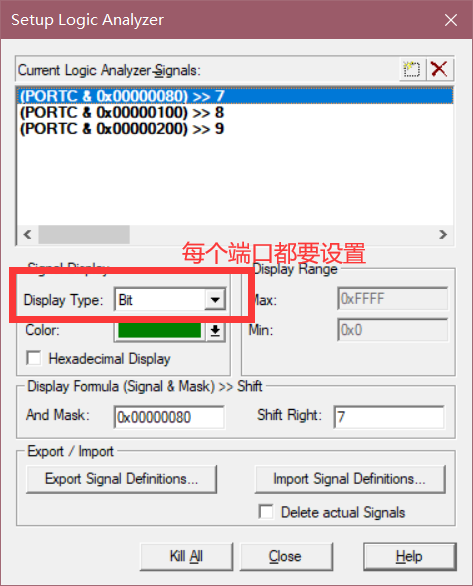 Setup Logic Analyzer
Current Logic Analyzer-Signals:
(PORTC & 0x00000080) >> 7
(PORTC & 0x00000100) >> 8
(PORTC & 0x00000200) >> 9
每个端口都要设置
Signal Display
Display Range
Display Type: Bit
Max: 0xFFFF
Color:
Min: 0x0
Hexadecimal Display
Display Formula (Signal & Mask) >> Shift
And Mask: 0x00000080 Shift Right: 7
Export / Import
Export Signal Definitions... Import Signal Definitions...
Delete actual Signals
Kill All Close Help